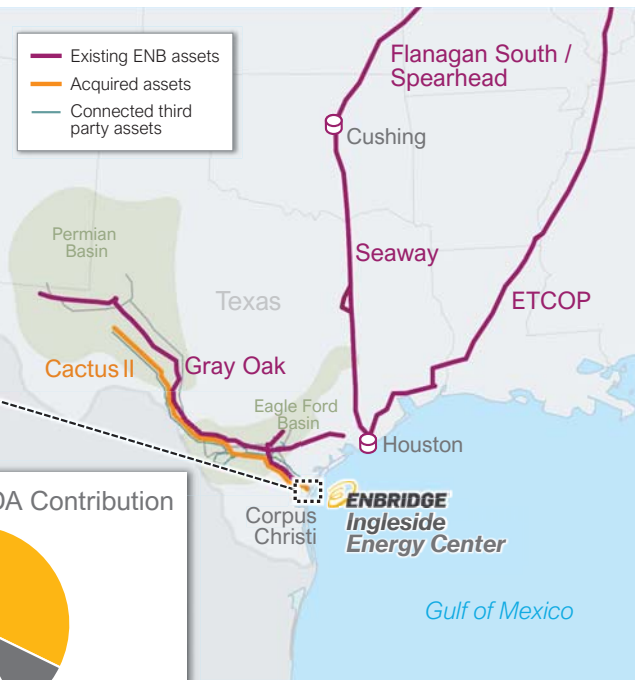 Existing ENB assets
Acquired assets
Connected third
party assets
Flanagan South /
Spearhead
Cushing
Permian
Basin
Seaway
Texas
ETCOP
Cactus II
Gray Oak
Eagle Ford
Basin
Houston
ENBRIDGE
Ingleside
Energy Center
Corpus
Christi
Contribution
Gulf of Mexico